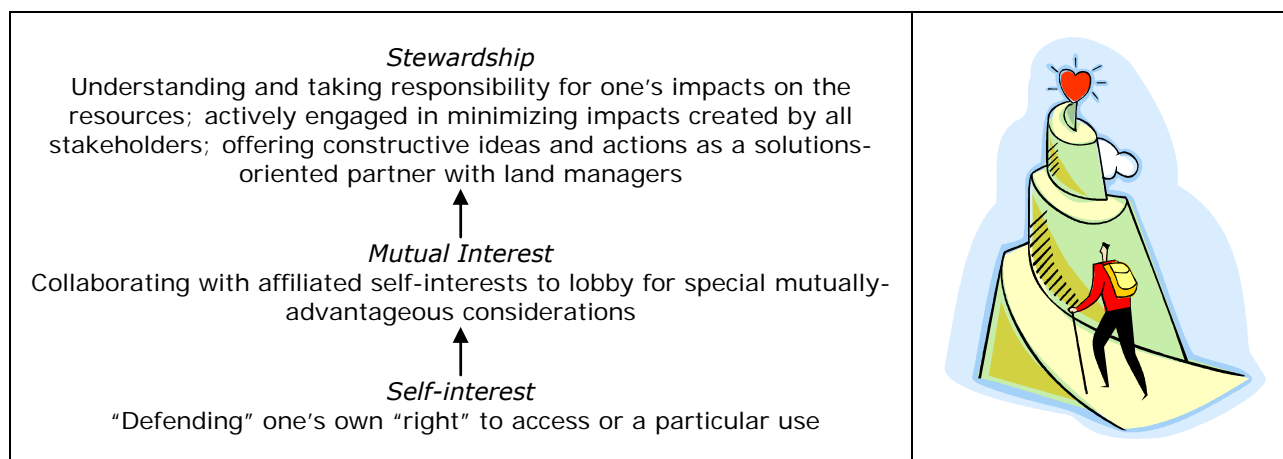 Stewardship
Understanding and taking responsibility for one's impacts on the
resources; actively engaged in minimizing impacts created by all
stakeholders; offering constructive ideas and actions as a solutions-
oriented partner with land managers
Mutual Interest
Collaborating with affiliated self-interests to lobby for special mutually-
advantageous considerations
Self-interest
“Defending” one's own “right” to access or a particular use